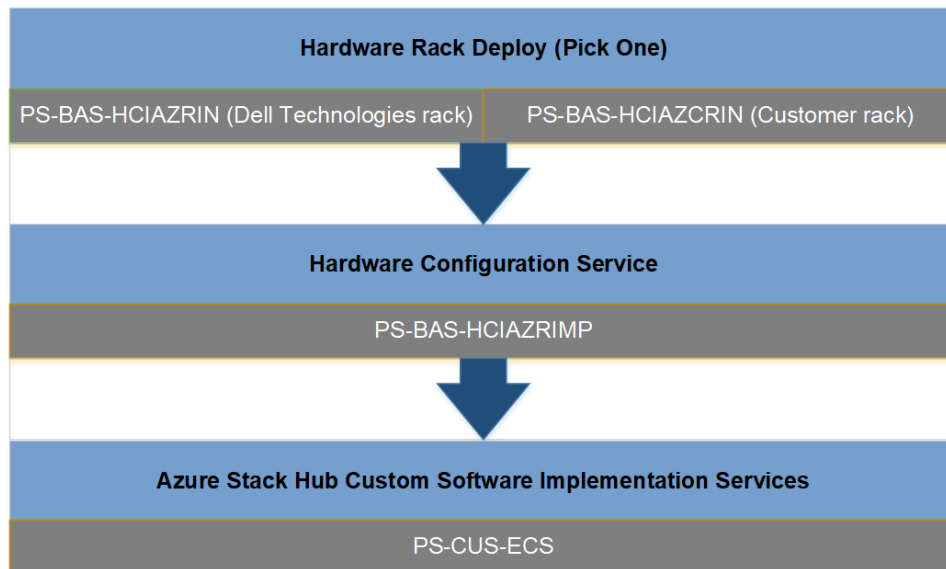 Hardware Rack Deploy (Pick One)
PS-BAS-HCIAZRIN (Dell Technologies rack)
PS-BAS-HCIAZCRIN (Customer rack)
Hardware Configuration Service
PS-BAS-HCIAZRIMP
Azure Stack Hub Custom Software Implementation Services
PS-CUS-ECS